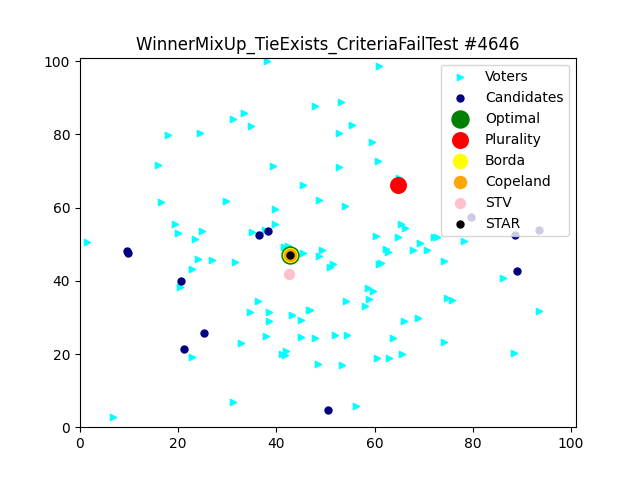 WinnerMixUp_TieExists_CriteriaFailTest #4646
100
80
60
40
20
0
0 20 40 60 80 100
Voters
Candidates
Optimal
Plurality
Borda
Copeland
STV
STAR